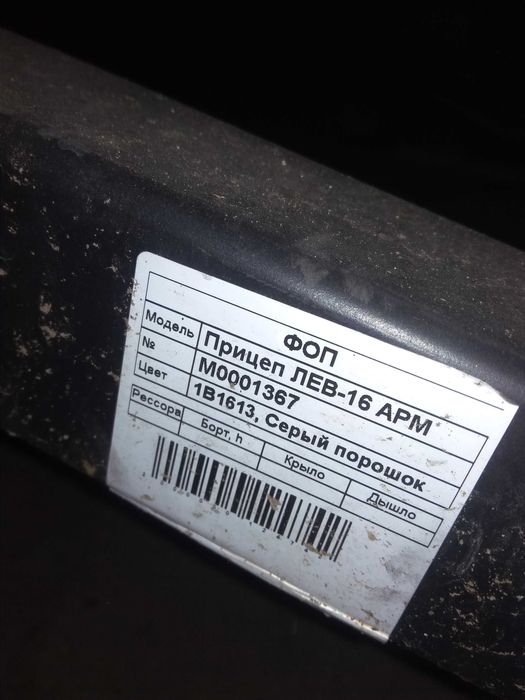 ФОП
Модель Прицеп ЛЕВ-16 АРМ
№ М0001367
Цвет 1В1613, Серый порошок
Рессора Борт, h Крыло Дышло